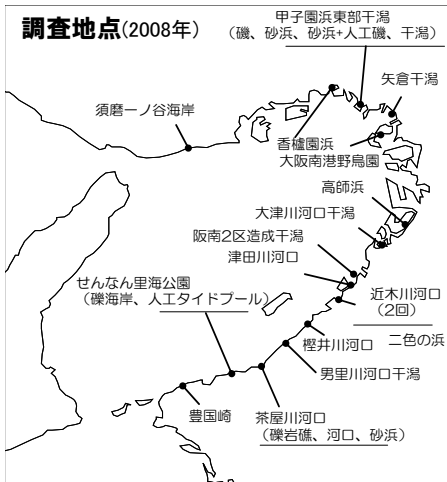 調査地点(2008年)
甲子園浜東部干潟
(磯、砂浜、砂浜+人工磯、干潟)
矢倉干潟
須磨一ノ谷海岸
香櫨園浜
大阪南港野鳥園
高師浜
大津川河口干潟
阪南2区造成干潟
津田川河口
せんなん里海公園
(礫海岸、人工タイドプール)
近木川河口
(2回)
二色の浜
樫井川河口
男里川河口干潟
豊国崎
茶屋川河口
(礫岩礁、河口、砂浜)